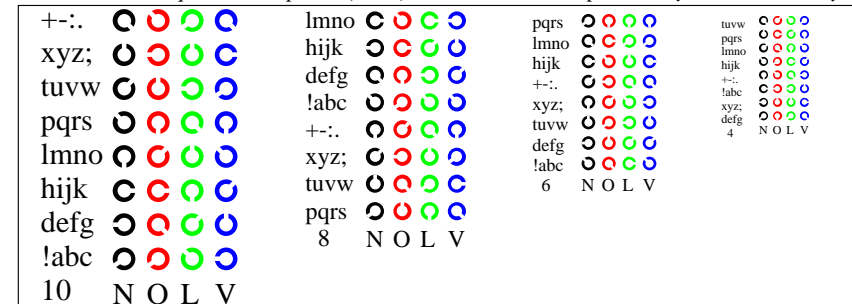 +-:.
xyz;
tuvw
pqrs
lmno
hijk
defg
!abc
10 N O L V
lmno
hijk
defg
!abc
+-:.
xyz;
tuvw
pqrs
8 N O L V
pqrs
lmno
hijk
+-:.
xyz;
tuvw
defg
!abc
6 N O L V
tuvw
pqrs
lmno
hijk
+-:.
!abc
xyz;
defg
4 N O L V